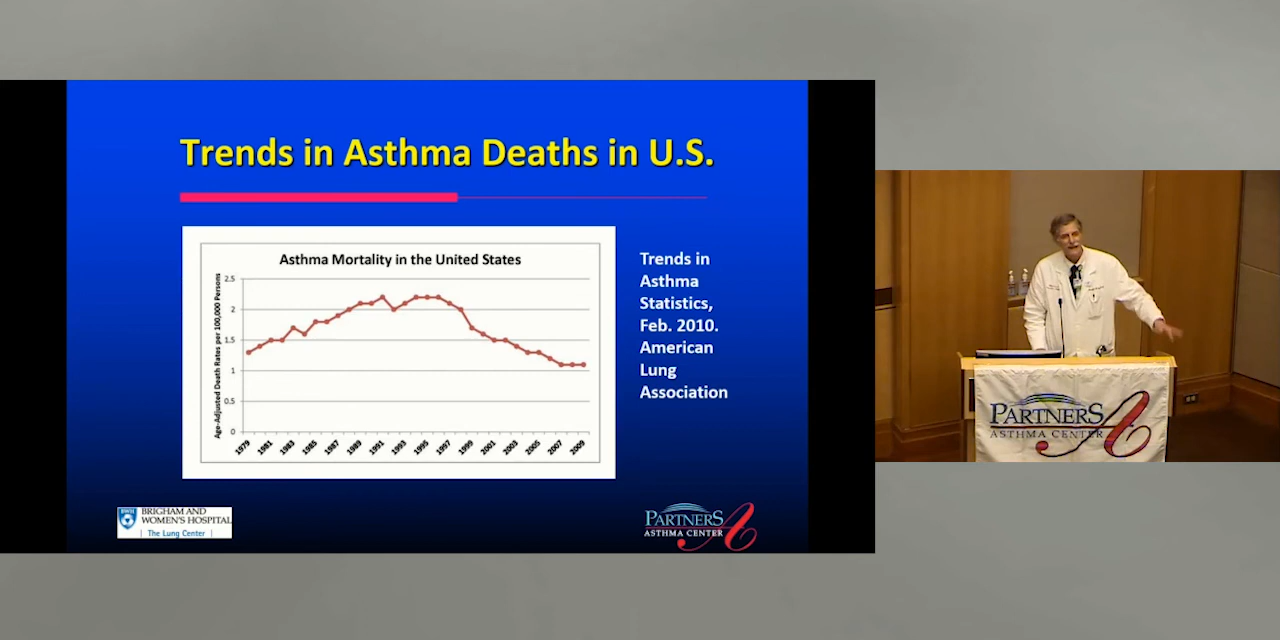 Trends in Asthma Deaths in U.S.
Asthma Mortality in the United States
Age-Adjusted Death Rates per 100,000 Persons
2.5
2
1.5
1
0.5
0
1979
1981
1983
1985
1987
1989
1991
1993
1995
1997
1999
2001
2003
2005
2007
2009
Trends in
Asthma
Statistics,
Feb. 2010.
American
Lung
Association
BWH
BRIGHAM AND
WOMEN'S HOSPITAL
The Lung Center
PARTNERS
ASTHMA CENTER
PARTNERS
ASTHMA CENTER